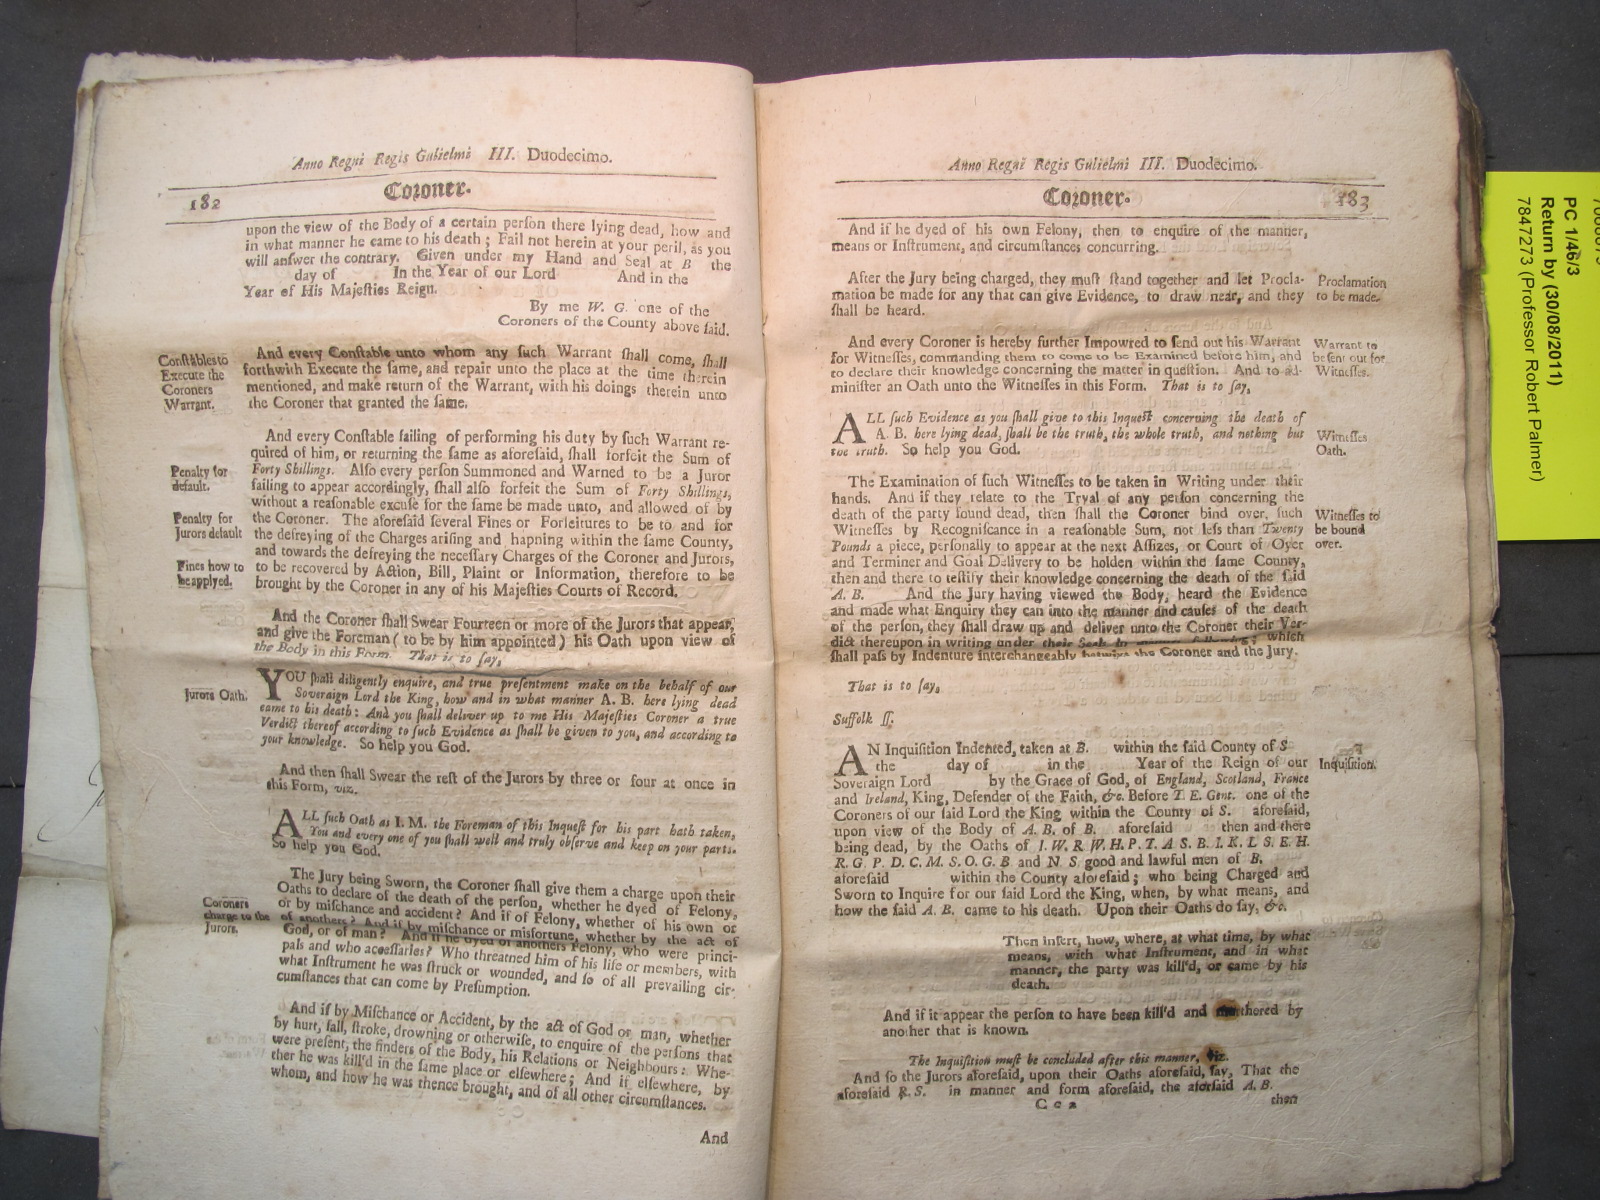 Anno Regni Regis Gulielmi III. Duodecimo.
182
Coroner.
upon the view of the Body of a certain person there lying dead, how and
in what manner he came to his death; Fail not herein at your peril, as you
will answer the contrary. Given under my Hand and Seal at B the
day of In the Year of our Lord And in the
Year of His Majesties Reign.
By me W. G. one of the
Coroners of the County above said.
Constables to
Execute the
Coroners
Warrant.
And every Constable unto whom any such Warrant shall come, shall
forthwith Execute the same, and repair unto the place at the time therein
mentioned, and make return of the Warrant, with his doings therein unto
the Coroner that granted the same.
And every Constable failing of performing his duty by such Warrant re-
quired of him, or returning the same as aforesaid, shall forfeit the Sum of
Penalty for
default.
Forty Shillings. Also every person Summoned and Warned to be a Juror
failing to appear accordingly, shall also forfeit the Sum of Forty Shillings,
without a reasonable excuse for the same be made unto, and allowed of by
Penalty for
Jurors default
the Coroner. The aforesaid several Fines or Forfeitures to be to and for
the defreying of the Charges arising and hapning within the same County,
and towards the defreying the necessary Charges of the Coroner and Jurors,
Fines how to
be applyed.
to be recovered by Action, Bill, Plaint or Information, therefore to be
brought by the Coroner in any of his Majesties Courts of Record.
And the Coroner shall Swear Fourteen or more of the Jurors that appear,
and give the Foreman (to be by him appointed) his Oath upon view of
the Body in this Form. That is to say,
Jurors Oath.
YOU shall diligently enquire, and true presentment make on the behalf of our
Soveraign Lord the King, how and in what manner A. B. here lying dead
came to his death: And you shall deliver up to me His Majesties Coroner a true
Verdict thereof according to such Evidence as shall be given to you, and according to
your knowledge. So help you God.
And then shall Swear the rest of the Jurors by three or four at once in
this Form, viz.
ALL such Oath as I. M. the Foreman of this Inquest for his part hath taken,
You and every one of you shall well and truly observe and keep on your parts.
So help you God.
The Jury being Sworn, the Coroner shall give them a charge upon their
Oaths to declare of the death of the person, whether he dyed of Felony,
Coroners
charge to the
Jurors.
or by mischance and accident? And if of Felony, whether of his own or
of anothers? And if by mischance or misfortune, whether by the act of
God, or of man? And if he dyed of anothers Felony, who were princi-
pals and who accessaries? Who threatned him of his life or members, with
what Instrument he was struck or wounded, and so of all prevailing cir-
cumstances that can come by Presumption.
And if by Mischance or Accident, by the act of God or man, whether
by hurt, fall, stroke, drowning or otherwise, to enquire of the persons that
were present, the finders of the Body, his Relations or Neighbours: Whe-
ther he was kill'd in the same place or elsewhere; And if elsewhere, by
whom, and how he was thence brought, and of all other circumstances.
And
Anno Regni Regis Gulielmi III. Duodecimo.
Coroner.
183
And if he dyed of his own Felony, then to enquire of the manner,
means or Instrument, and circumstances concurring.
After the Jury being charged, they must stand together and let Procla-
mation be made for any that can give Evidence, to draw near, and they
shall be heard.
Proclamation
to be made.
And every Coroner is hereby further Impowred to send out his Warrant
for Witnesses, commanding them to come to be Examined before him, and
to declare their knowledge concerning the matter in question. And to ad-
minister an Oath unto the Witnesses in this Form. That is to say,
Warrant to
be sent out for
Witnesses.
ALL such Evidence as you shall give to this Inquest concerning the death of
A. B. here lying dead, shall be the truth, the whole truth, and nothing but
the truth. So help you God.
Witnesses
Oath.
The Examination of such Witnesses to be taken in Writing under their
hands. And if they relate to the Tryal of any person concerning the
death of the party found dead, then shall the Coroner bind over such
Witnesses by Recogniscance in a reasonable Sum, not less than Twenty
Pounds a piece, personally to appear at the next Assizes, or Court of Oyer
and Terminer and Goal Delivery to be holden within the same County,
then and there to testify their knowledge concerning the death of the said
A. B. And the Jury having viewed the Body, heard the Evidence
and made what Enquiry they can into the manner and causes of the death
of the person, they shall draw up and deliver unto the Coroner their Ver-
dict thereupon in writing under their Seals in manner following; which
shall pass by Indenture interchangeably betwixt the Coroner and the Jury.
Witnesses to
be bound
over.
That is to say,
Suffolk ss.
AN Inquisition Indented, taken at B. within the said County of S
the day of in the Year of the Reign of our
Soveraign Lord by the Grace of God, of England, Scotland, France
and Ireland, King, Defender of the Faith, &c. Before T. E. Gent. one of the
Coroners of our said Lord the King within the County of S. aforesaid,
upon view of the Body of A. B. of B. aforesaid then and there
being dead, by the Oaths of I. W. R W. H. P. T. A S. B. I. K. L S. E. H.
R. G P. D. C. M. S. O. G. B and N. S good and lawful men of B.
aforesaid within the County aforesaid; who being Charged and
Sworn to Inquire for our said Lord the King, when, by what means, and
how the said A. B. came to his death. Upon their Oaths do say, &c.
Inquisition.
Then insert, how, where, at what time, by what
means, with what Instrument, and in what
manner, the party was kill'd, or came by his
death.
And if it appear the person to have been kill'd and murthered by
another that is known.
The Inquisition must be concluded after this manner, viz.
And so the Jurors aforesaid, upon their Oaths aforesaid, say, That the
aforesaid R. S. in manner and form aforesaid, the aforsaid A. B.
C c 2
then
PC 1/46/3
Return by (30/08/2011)
7847273 (Professor Robert Palmer)